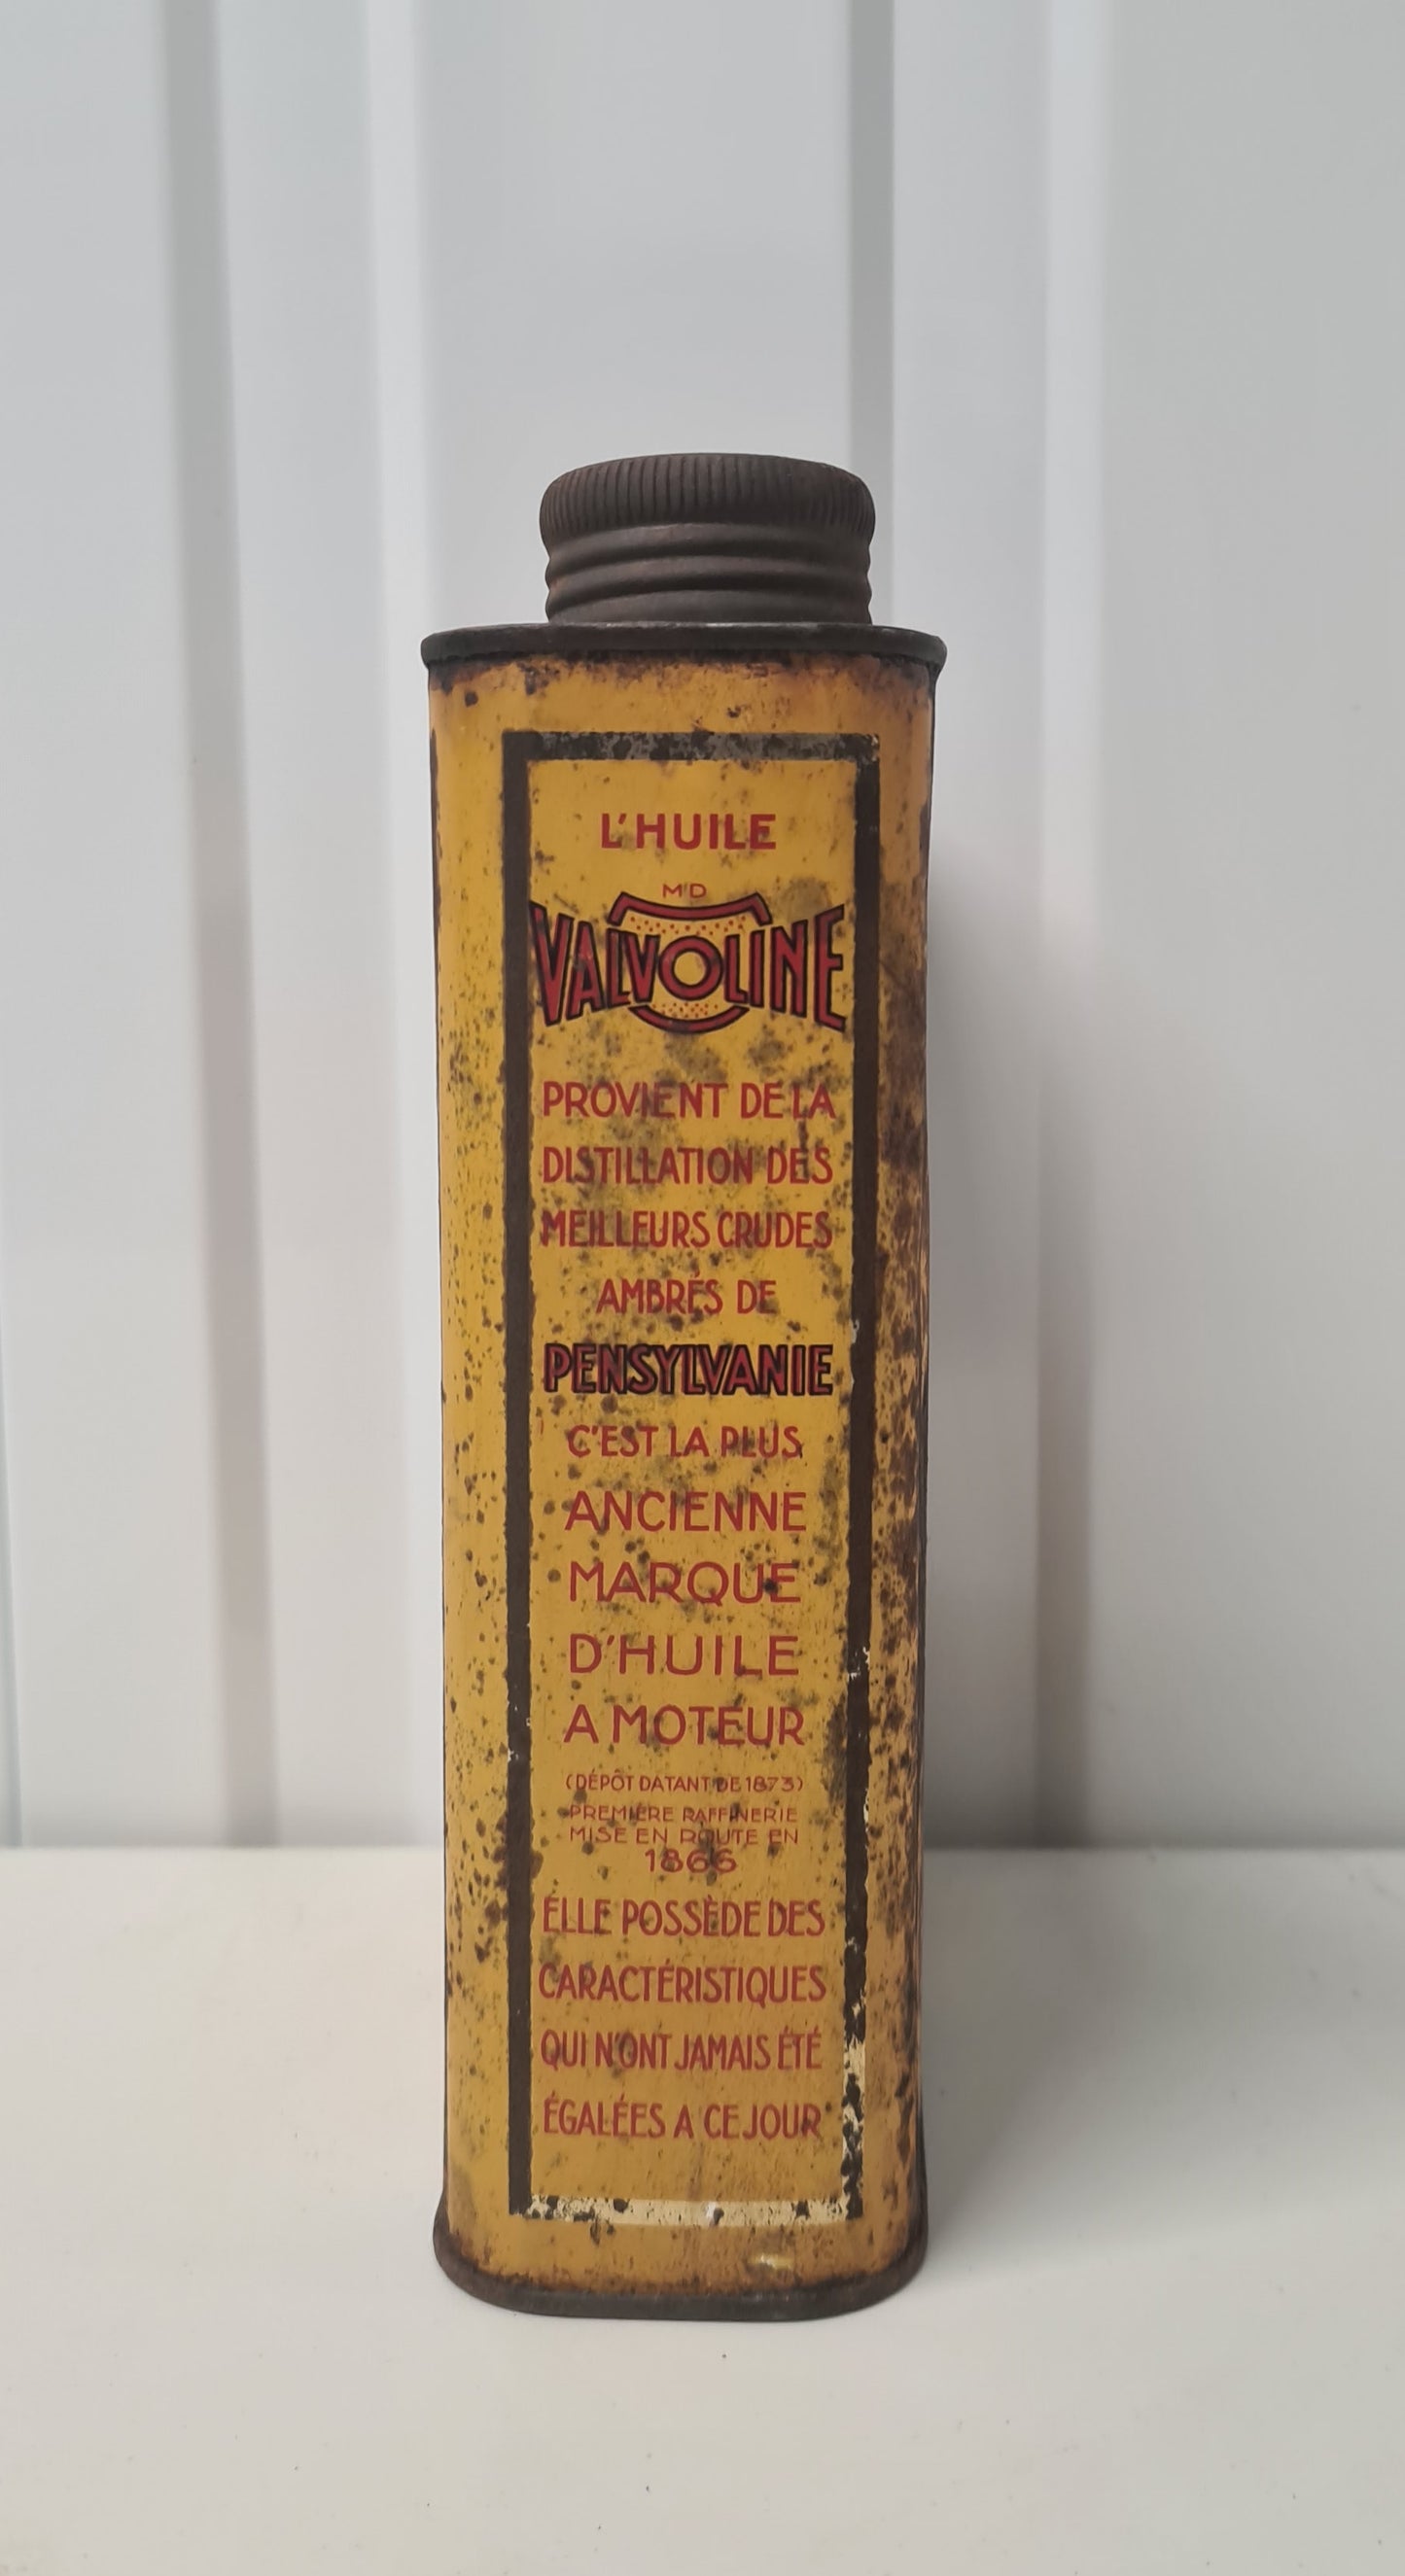 L'HUILE
MD
VALVOLINE
PROVIENT DE LA
DISTILLATION DES
MEILLEURS CRUDES
AMBRÉS DE
PENSYLVANIE
C'EST LA PLUS
ANCIENNE
MARQUE
D'HUILE
A MOTEUR
(DÉPÔT DATANT DE 1873)
PREMIÈRE RAFFINERIE
MISE EN ROUTE EN
1866
ELLE POSSÈDE DES
CARACTÉRISTIQUES
QUI N'ONT JAMAIS ÉTÉ
ÉGALÉES A CE JOUR